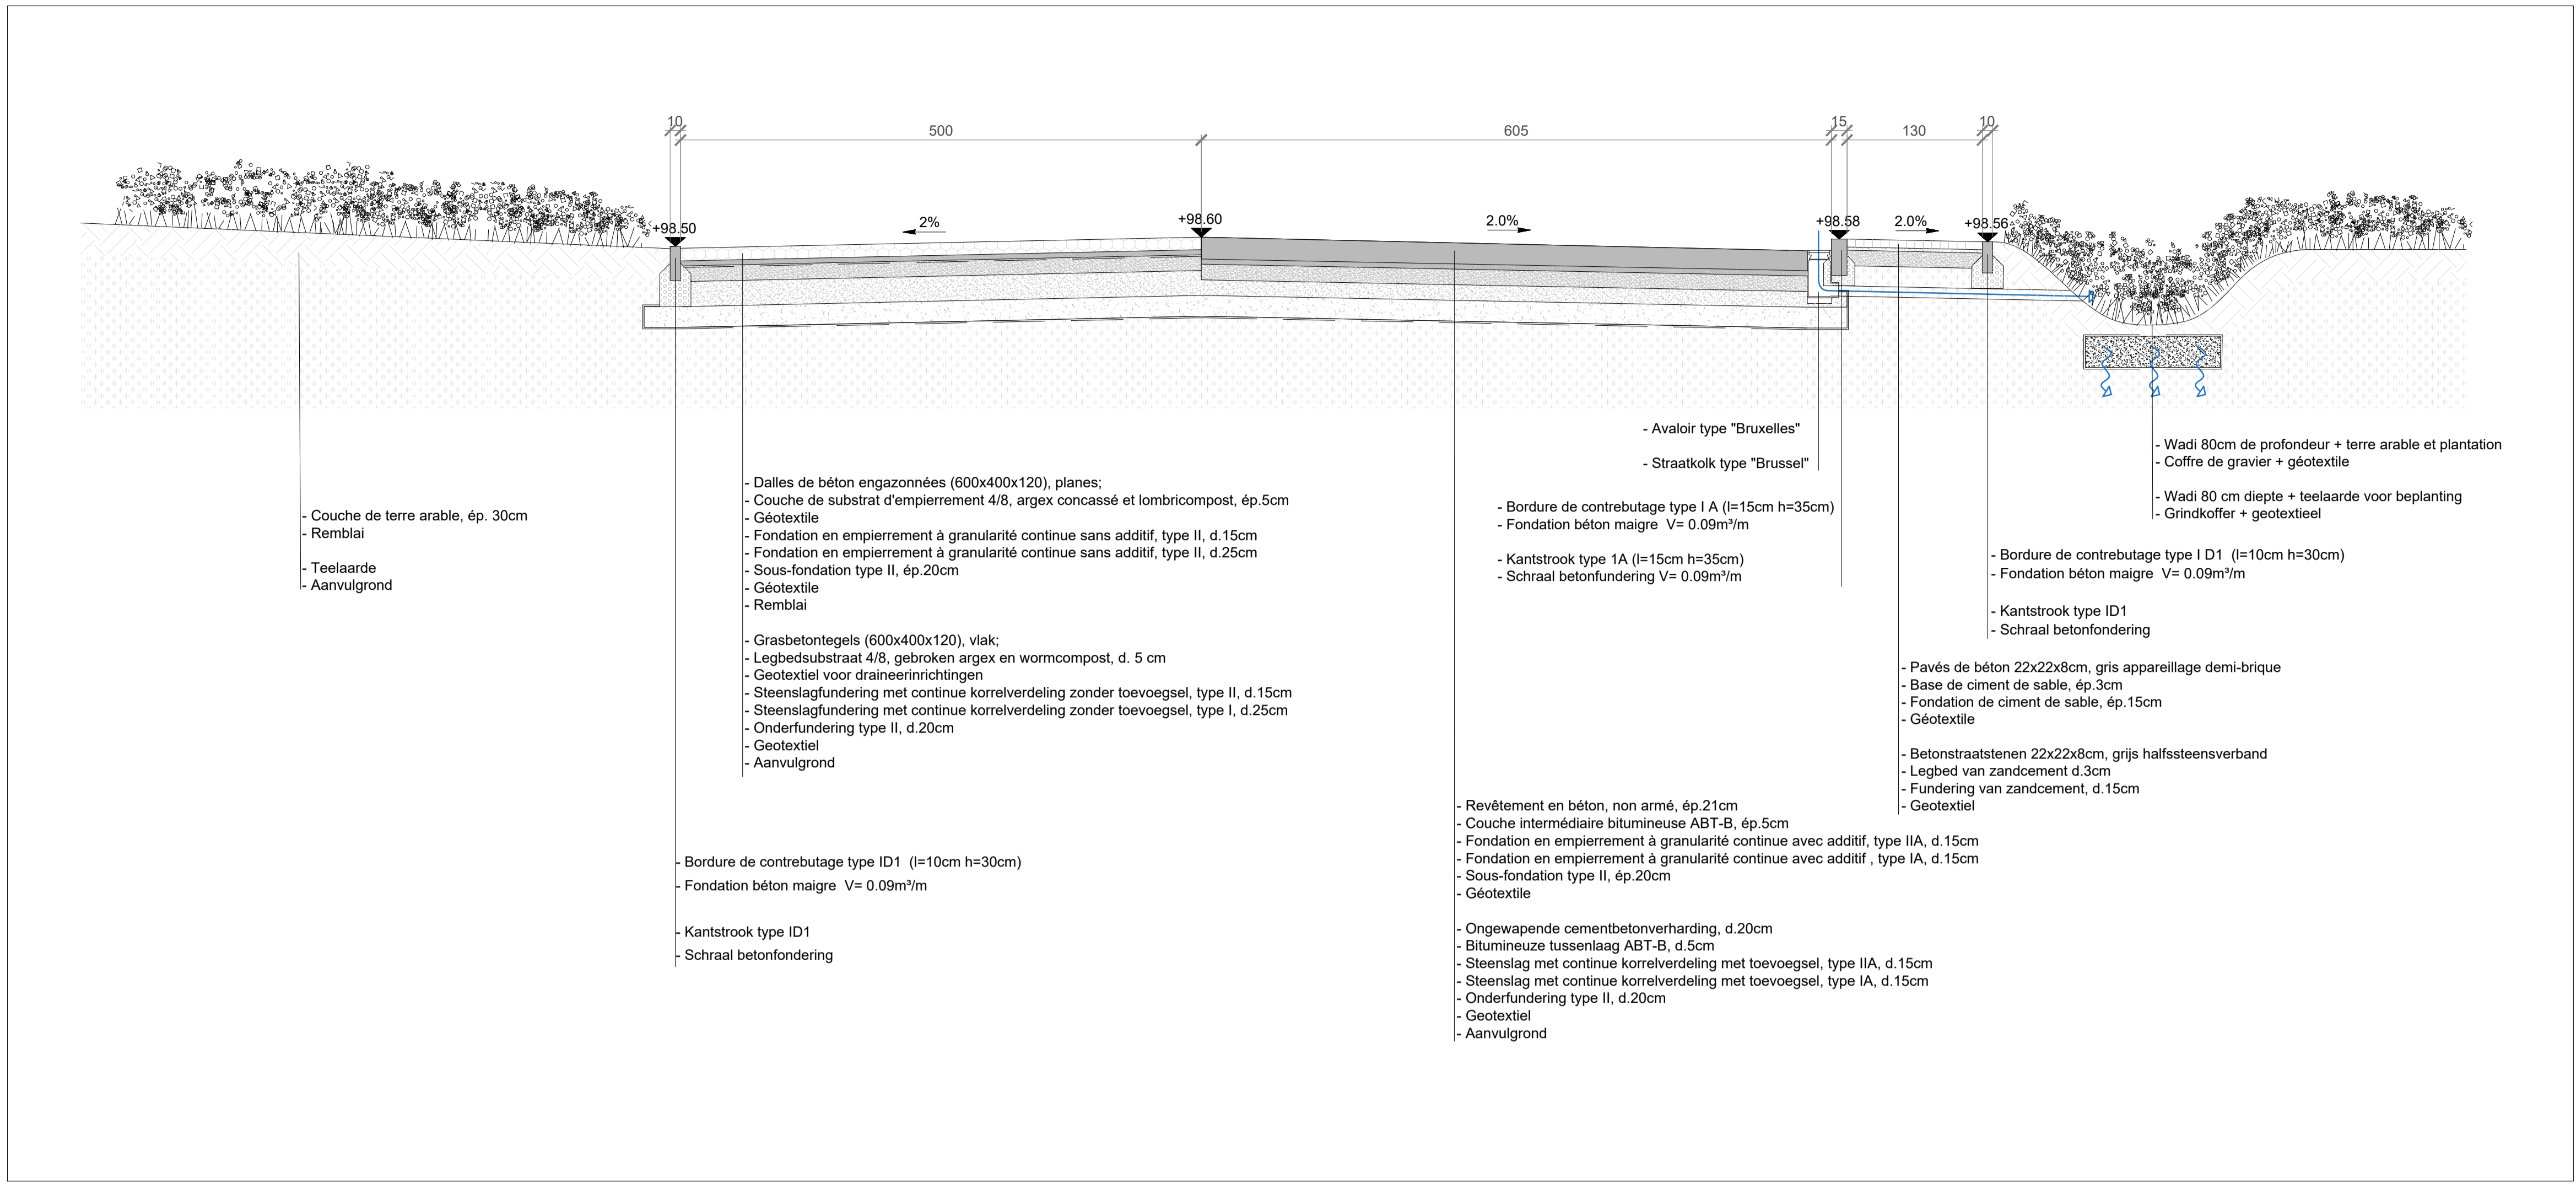 10
500
605
15
130
10
+98.50
2%
+98.60
2.0%
+98.58
2.0%
+98.56
- Couche de terre arable, ép. 30cm
- Remblai
- Teelaarde
- Aanvulgrond
- Dalles de béton engazonnées (600x400x120), planes;
- Couche de substrat d'empierrement 4/8, argex concassé et lombricompost, ép.5cm
- Géotextile
- Fondation en empierrement à granularité continue sans additif, type II, d.15cm
- Fondation en empierrement à granularité continue sans additif, type II, d.25cm
- Sous-fondation type II, ép.20cm
- Géotextile
- Remblai
- Grasbetontegels (600x400x120), vlak;
- Legbedsubstraat 4/8, gebroken argex en wormcompost, d. 5 cm
- Geotextiel voor draineerinrichtingen
- Steenslagfundering met continue korrelverdeling zonder toevoegsel, type II, d.15cm
- Steenslagfundering met continue korrelverdeling zonder toevoegsel, type I, d.25cm
- Onderfundering type II, d.20cm
- Geotextiel
- Aanvulgrond
- Bordure de contrebutage type ID1 (l=10cm h=30cm)
- Fondation béton maigre V= 0.09m³/m
- Kantstrook type ID1
- Schraal betonfondering
- Avaloir type "Bruxelles"
- Straatkolk type "Brussel"
- Bordure de contrebutage type I A (l=15cm h=35cm)
- Fondation béton maigre V= 0.09m³/m
- Kantstrook type 1A (l=15cm h=35cm)
- Schraal betonfundering V= 0.09m³/m
- Revêtement en béton, non armé, ép.21cm
- Couche intermédiaire bitumineuse ABT-B, ép.5cm
- Fondation en empierrement à granularité continue avec additif, type IIA, d.15cm
- Fondation en empierrement à granularité continue avec additif , type IA, d.15cm
- Sous-fondation type II, ép.20cm
- Géotextile
- Ongewapende cementbetonverharding, d.20cm
- Bitumineuze tussenlaag ABT-B, d.5cm
- Steenslag met continue korrelverdeling met toevoegsel, type IIA, d.15cm
- Steenslag met continue korrelverdeling met toevoegsel, type IA, d.15cm
- Onderfundering type II, d.20cm
- Geotextiel
- Aanvulgrond
- Wadi 80cm de profondeur + terre arable et plantation
- Coffre de gravier + géotextile
- Wadi 80 cm diepte + teelaarde voor beplanting
- Grindkoffer + geotextieel
- Bordure de contrebutage type I D1 (l=10cm h=30cm)
- Fondation béton maigre V= 0.09m³/m
- Kantstrook type ID1
- Schraal betonfondering
- Pavés de béton 22x22x8cm, gris appareillage demi-brique
- Base de ciment de sable, ép.3cm
- Fondation de ciment de sable, ép.15cm
- Géotextile
- Betonstraatstenen 22x22x8cm, grijs halfssteensverband
- Legbed van zandcement d.3cm
- Fundering van zandcement, d.15cm
- Geotextiel